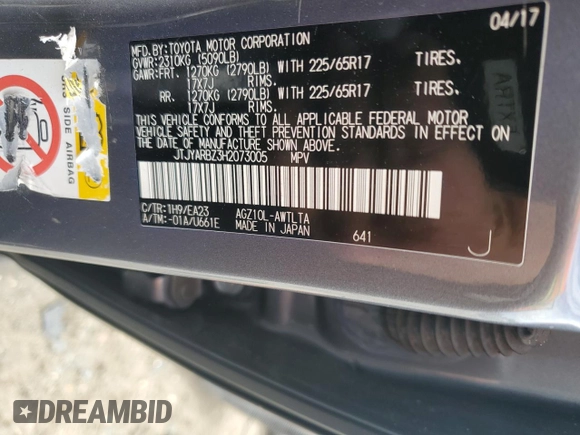 04/17
MFD. BY: TOYOTA MOTOR CORPORATION
GVWR: 2310KG (5090LB)
GAWR: FRT. 1270KG (2790LB) WITH 225/65R17 TIRES.
17X7J RIMS.
RR. 1270KG (2790LB) WITH 225/65R17 TIRES.
17X7J RIMS.
THIS VEHICLE CONFORMS TO ALL APPLICABLE FEDERAL MOTOR
VEHICLE SAFETY AND THEFT PREVENTION STANDARDS IN EFFECT ON
THE DATE OF MANUFACTURE SHOWN ABOVE.
JTJYARBZ3H2073005 MPV
C/TR: 1H9/EA23 AGZ10L-AWTLTA
A/TM: -01A/U661E MADE IN JAPAN
641
J
SRS SIDE AIRBAG
DREAMBID